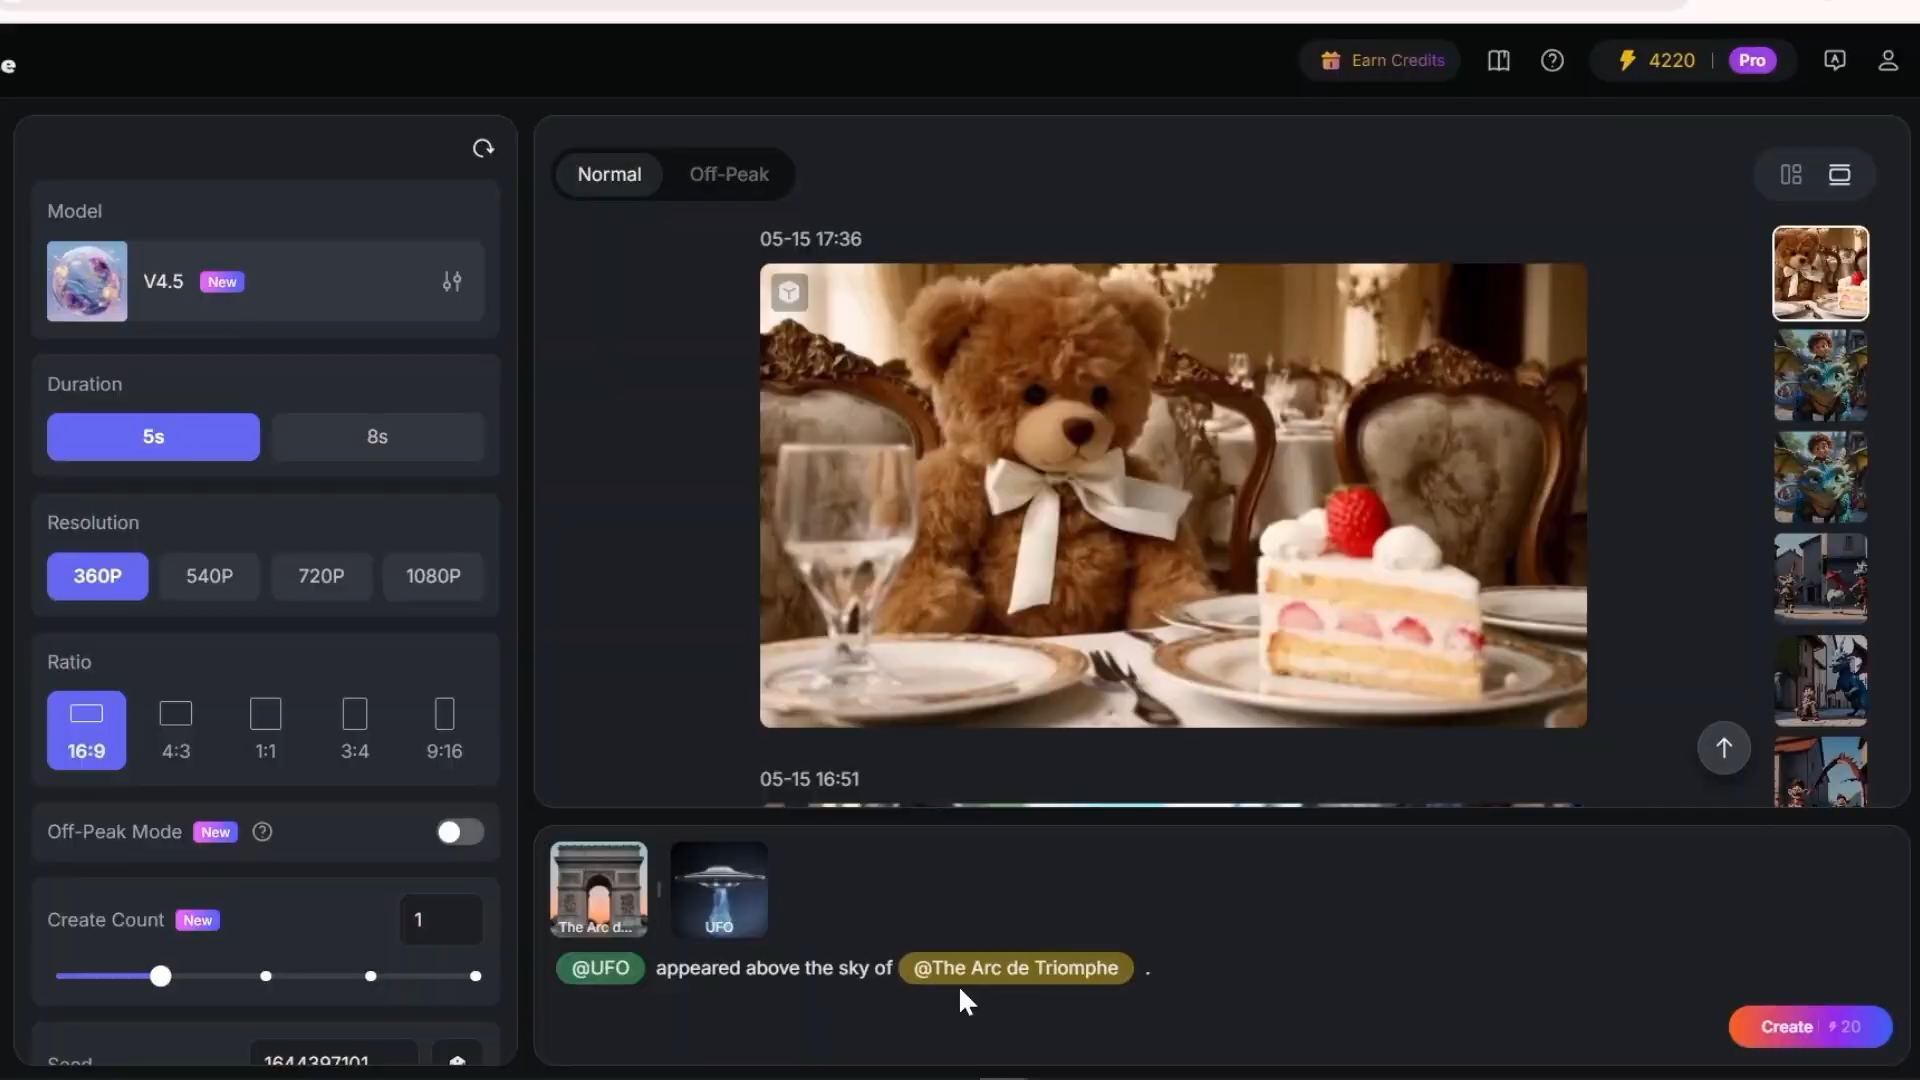 e
Earn Credits
4220
Pro
Model
V4.5 New
Duration
5s
8s
Resolution
360P
540P
720P
1080P
Ratio
16:9
4:3
1:1
3:4
9:16
Off-Peak Mode New
Create Count New
1
Seed
1644397101
Normal
Off-Peak
05-15 17:36
05-15 16:51
The Arc d...
UFO
@UFO appeared above the sky of @The Arc de Triomphe .
Create 20